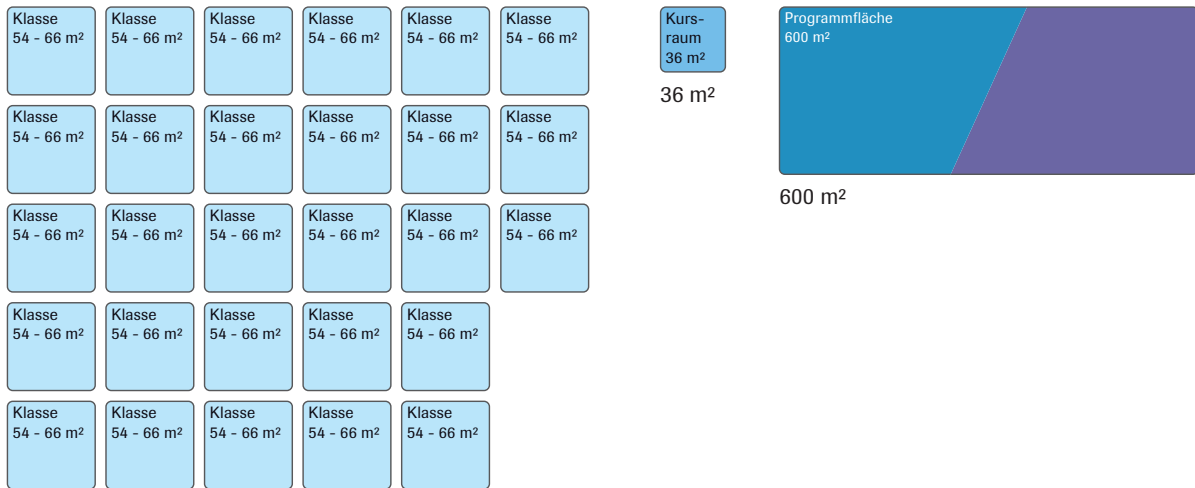 Klasse
54 - 66 m²
Klasse
54 - 66 m²
Klasse
54 - 66 m²
Klasse
54 - 66 m²
Klasse
54 - 66 m²
Klasse
54 - 66 m²
Klasse
54 - 66 m²
Klasse
54 - 66 m²
Klasse
54 - 66 m²
Klasse
54 - 66 m²
Klasse
54 - 66 m²
Klasse
54 - 66 m²
Klasse
54 - 66 m²
Klasse
54 - 66 m²
Klasse
54 - 66 m²
Klasse
54 - 66 m²
Klasse
54 - 66 m²
Klasse
54 - 66 m²
Klasse
54 - 66 m²
Klasse
54 - 66 m²
Klasse
54 - 66 m²
Klasse
54 - 66 m²
Klasse
54 - 66 m²
Klasse
54 - 66 m²
Klasse
54 - 66 m²
Klasse
54 - 66 m²
Klasse
54 - 66 m²
Klasse
54 - 66 m²
Kurs-
raum
36 m²
36 m²
Programmfläche
600 m²
600 m²